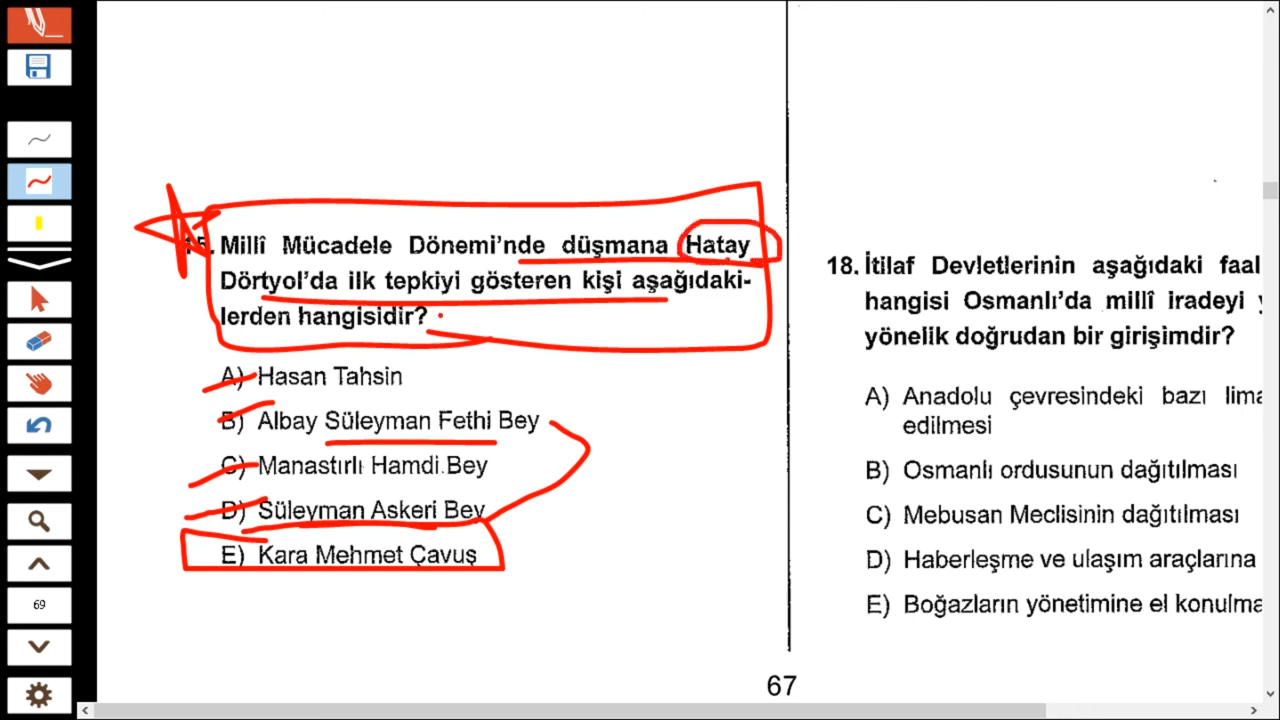 15. Millî Mücadele Dönemi'nde düşmana Hatay
Dörtyol'da ilk tepkiyi gösteren kişi aşağıdaki-
lerden hangisidir?
A) Hasan Tahsin
B) Albay Süleyman Fethi Bey
C) Manastırlı Hamdi Bey
D) Süleyman Askeri Bey
E) Kara Mehmet Çavuş
18. İtilaf Devletlerinin aşağıdaki faal
hangisi Osmanlı'da millî iradeyi
yönelik doğrudan bir girişimdir?
A) Anadolu çevresindeki bazı lima
edilmesi
B) Osmanlı ordusunun dağıtılması
C) Mebusan Meclisinin dağıtılması
D) Haberleşme ve ulaşım araçlarına
E) Boğazların yönetimine el konulma
67
69